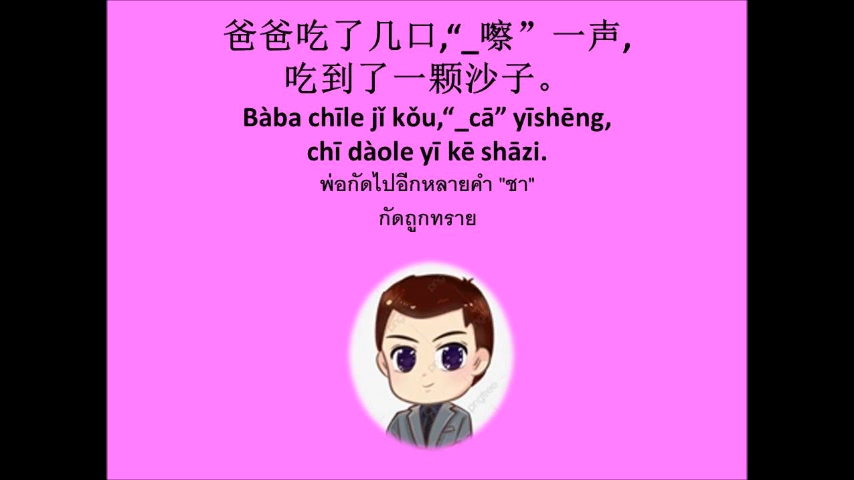 爸爸吃了几口,“_嚓”一声,
吃到了一颗沙子。
Bàba chīle jǐ kǒu,“_cā” yīshēng,
chī dàole yī kē shāzi.
พ่อกัดไปอีกหลายคำ "ชา"
กัดถูกทราย